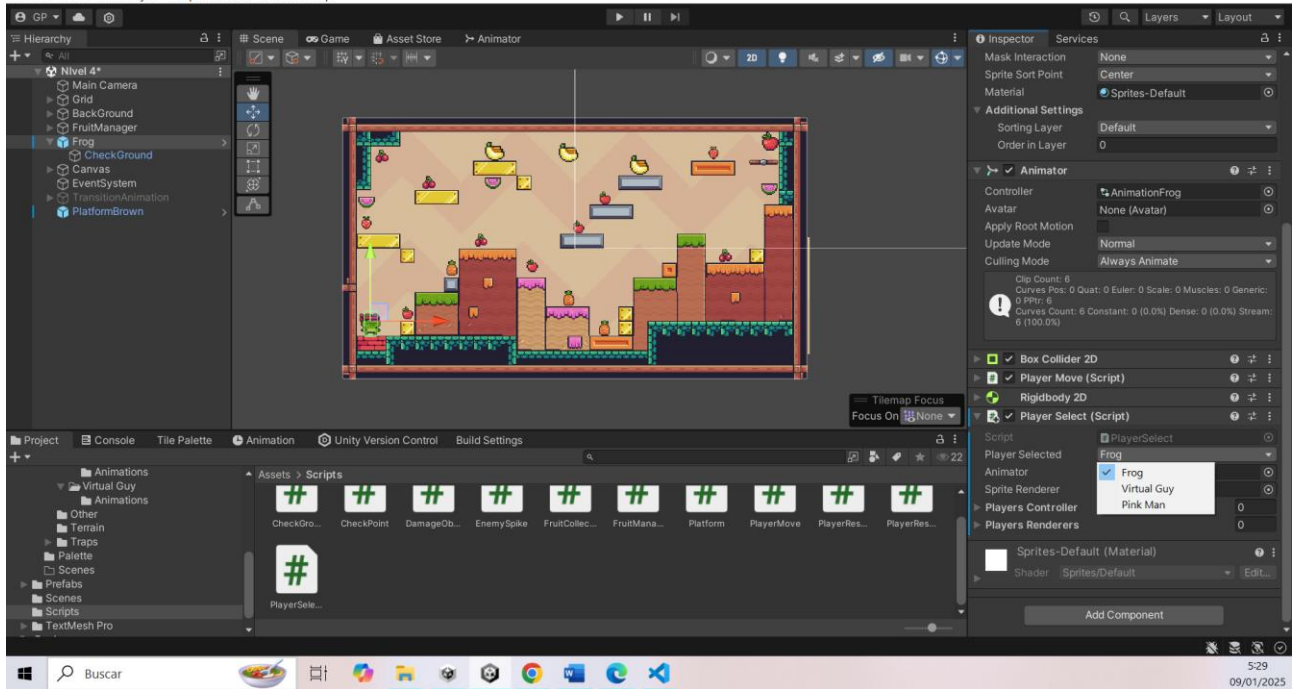 GP
Layers
Layout
Hierarchy
Scene
Game
Asset Store
Animator
Inspector
Services
All
2D
Nivel 4*
Main Camera
Grid
BackGround
FruitManager
Frog
CheckGround
Canvas
EventSystem
TransitionAnimation
PlatformBrown
Mask Interaction None
Sprite Sort Point Center
Material Sprites-Default
Additional Settings
Sorting Layer Default
Order in Layer 0
Animator
Controller AnimationFrog
Avatar None (Avatar)
Apply Root Motion
Update Mode Normal
Culling Mode Always Animate
Clip Count: 6
Curves Pos: 0 Quat: 0 Euler: 0 Scale: 0 Muscles: 0 Generic:
0 PPtr: 6
Curves Count: 6 Constant: 0 (0.0%) Dense: 0 (0.0%) Stream:
6 (100.0%)
Box Collider 2D
Player Move (Script)
Rigidbody 2D
Player Select (Script)
Script PlayerSelect
Player Selected Frog
Animator
Sprite Renderer
Players Controller 0
Players Renderers 0
Frog
Virtual Guy
Pink Man
Sprites-Default (Material)
Shader Sprites/Default Edit...
Add Component
Tilemap Focus
Focus On None
Project
Console
Tile Palette
Animation
Unity Version Control
Build Settings
22
Animations
Virtual Guy
Animations
Other
Terrain
Traps
Palette
Scenes
Prefabs
Scenes
Scripts
TextMesh Pro
Assets > Scripts
CheckGro...
CheckPoint
DamageOb...
EnemySpike
FruitCollec...
FruitMana...
Platform
PlayerMove
PlayerRes...
PlayerRes...
PlayerSele...
Buscar
5:29
09/01/2025